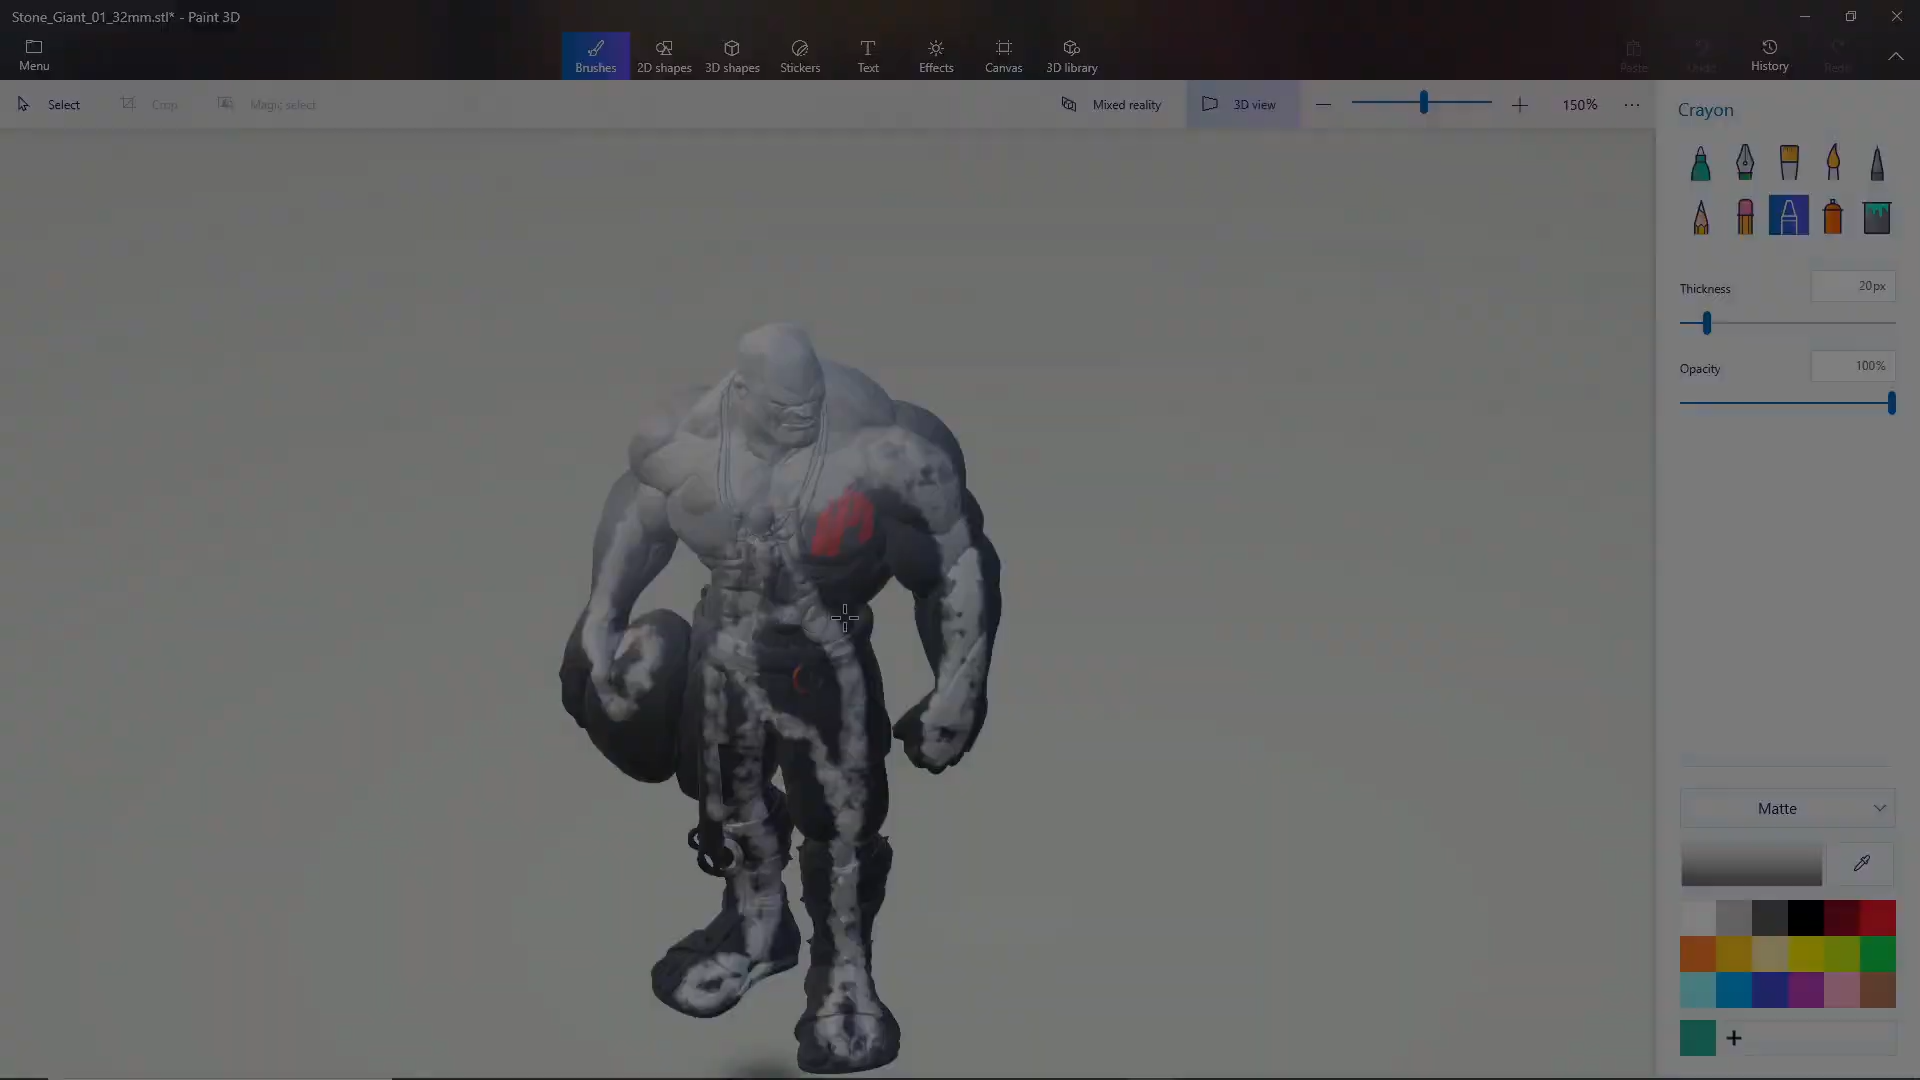 Stone_Giant_01_32mm.stl* - Paint 3D
Menu
Brushes
2D shapes
3D shapes
Stickers
Text
Effects
Canvas
3D library
Paste
Undo
History
Redo
Select
Crop
Magic select
Mixed reality
3D view
150%
Crayon
Thickness
20px
Opacity
100%
Matte